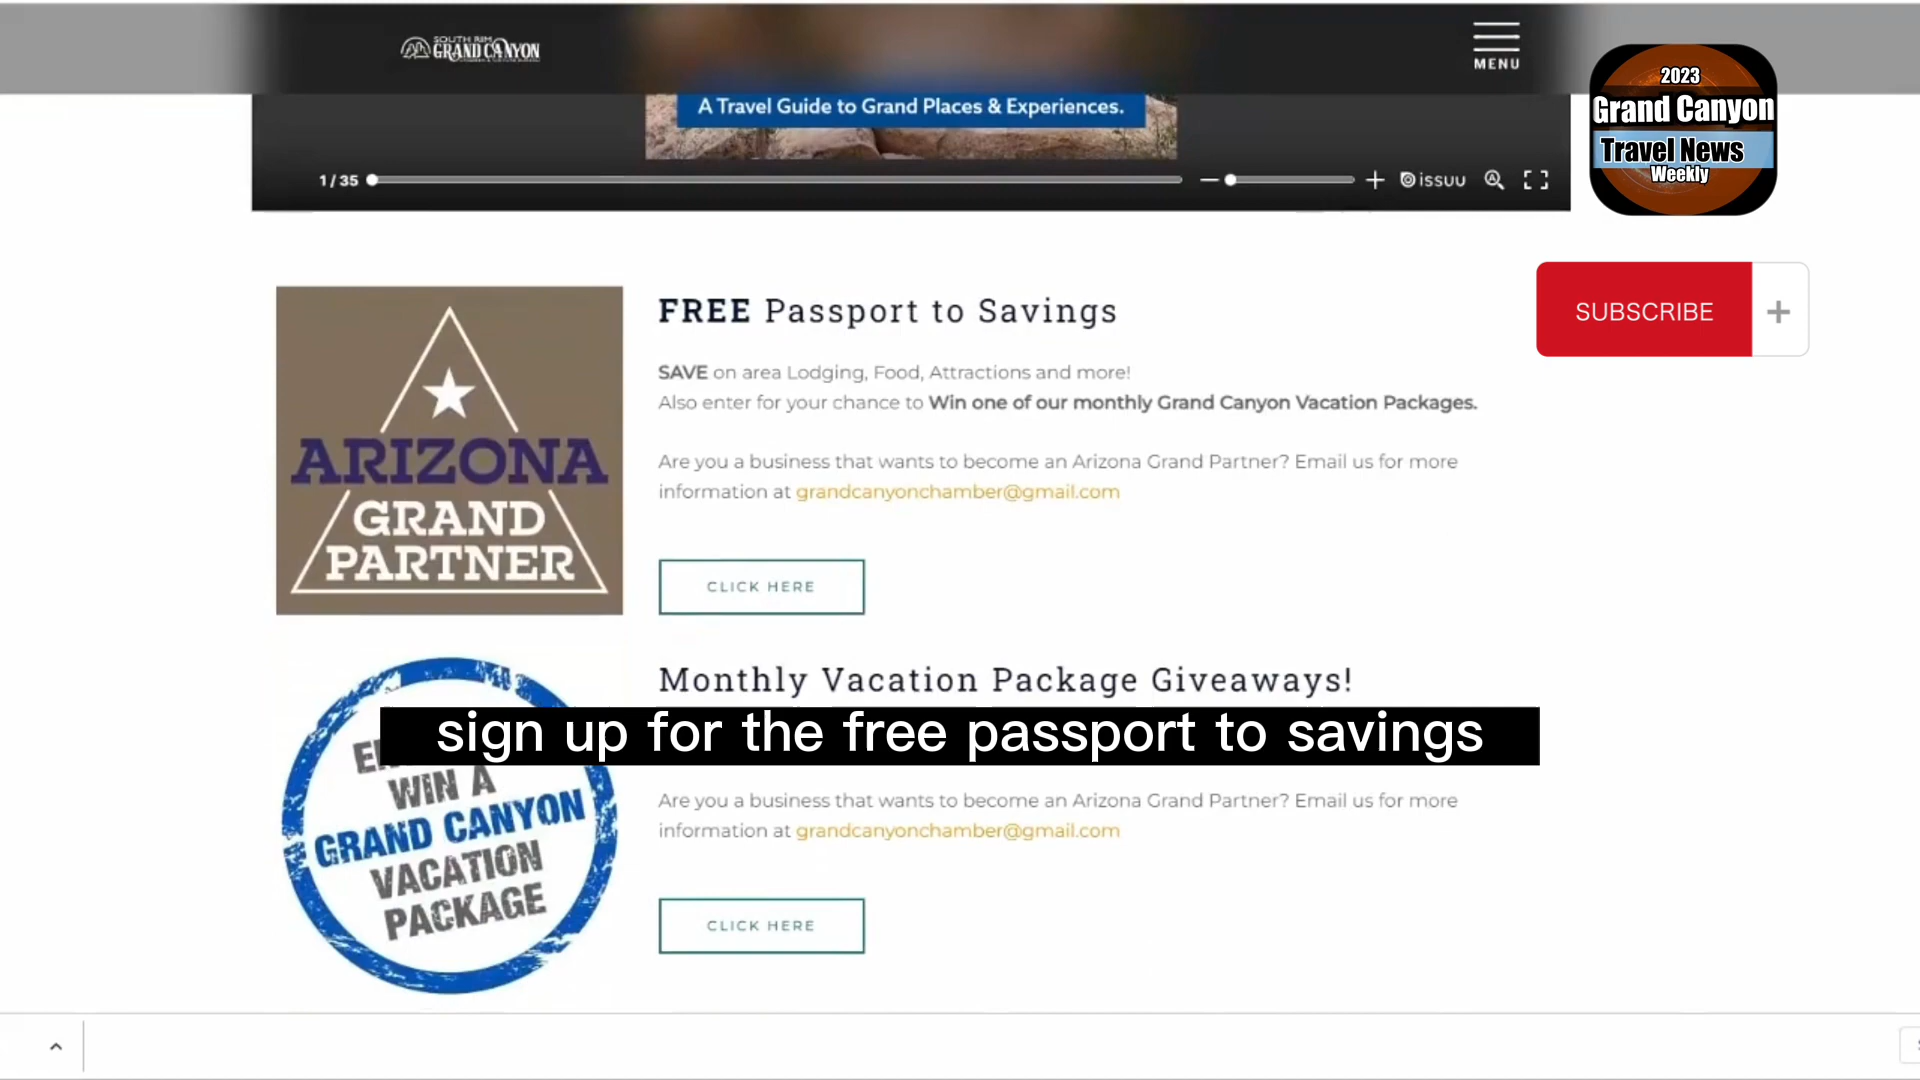 SOUTH RIM
GRAND CANYON
MENU
2023
Grand Canyon
Travel News
Weekly
A Travel Guide to Grand Places & Experiences.
1 / 35
issuu
SUBSCRIBE
FREE Passport to Savings
SAVE on area Lodging, Food, Attractions and more!
Also enter for your chance to Win one of our monthly Grand Canyon Vacation Packages.
Are you a business that wants to become an Arizona Grand Partner? Email us for more
information at grandcanyonchamber@gmail.com
CLICK HERE
ARIZONA
GRAND
PARTNER
Monthly Vacation Package Giveaways!
sign up for the free passport to savings
WIN A
GRAND CANYON
VACATION
PACKAGE
Are you a business that wants to become an Arizona Grand Partner? Email us for more
information at grandcanyonchamber@gmail.com
CLICK HERE